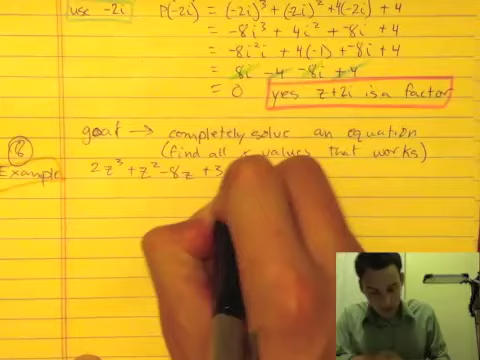 use -2i P(-2i) = (-2i)³ + (2i)² + 4(-2i) + 4
= -8i³ + 4i² + -8i + 4
= -8i²i + 4(-1) + -8i + 4
= 8i - 4 - 8i + 4
= 0 yes z+2i is a factor
goal → completely solve an equation
(find all values that works)
⑧ Example 2z³ + z² - 8z + 3